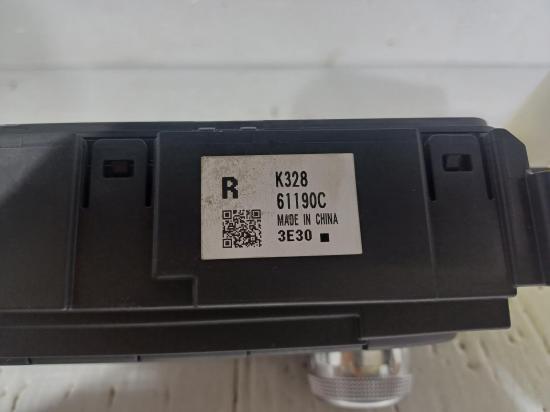 R
K328
61190C
MADE IN CHINA
3E30 ■